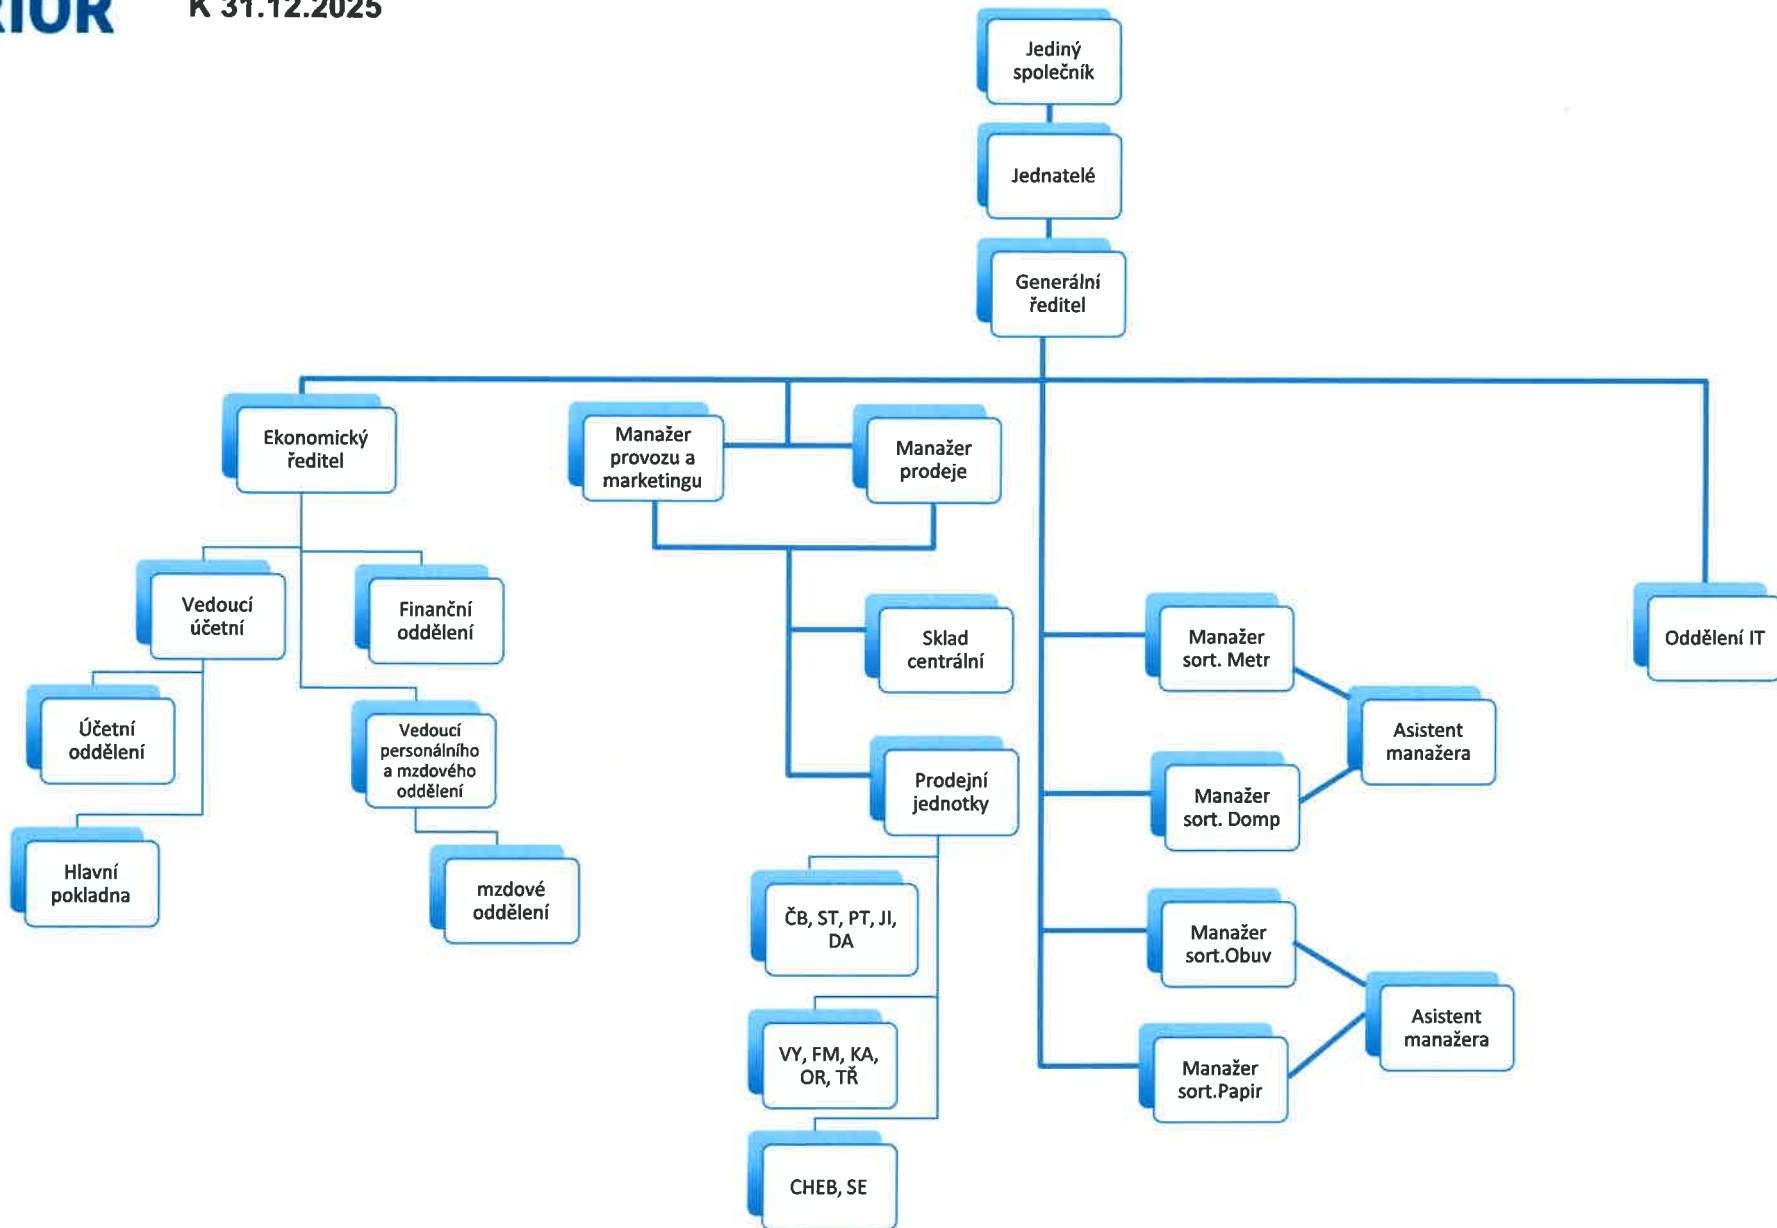 K 31.12.2025
Jediný
společník
Jednatelé
Generální
ředitel
Ekonomický
ředitel
Manažer
provozu a
marketingu
Manažer
prodeje
Vedoucí
účetní
Finanční
oddělení
Sklad
centrální
Manažer
sort. Metr
Oddělení IT
Účetní
oddělení
Vedoucí
personálního
a mzdového
oddělení
Prodejní
jednotky
Asistent
manažera
Manažer
sort. Domp
Hlavní
pokladna
mzdové
oddělení
ČB, ST, PT, JI,
DA
Manažer
sort.Obuv
Asistent
manažera
VY, FM, KA,
OR, TŘ
Manažer
sort.Papir
CHEB, SE